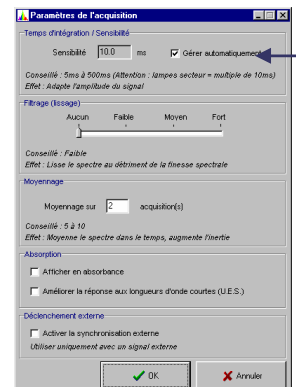 Paramètres de l'acquisition
Temps d'intégration / Sensibilité
Sensibilité 10.0 ms Gérer automatiquement
Conseillé : 5ms à 500ms (Attention : lampes secteur = multiple de 10ms)
Effet : Adapte l'amplitude du signal
Filtrage (lissage)
Aucun Faible Moyen Fort
Conseillé : Faible
Effet : Lisse le spectre au détriment de la finesse spectrale
Moyennage
Moyennage sur 2 acquisition(s)
Conseillé : 5 à 10
Effet : Moyenne le spectre dans le temps, augmente l'inertie
Absorption
Afficher en absorbance
Améliorer la réponse aux longueurs d'onde courtes (U.E.S.)
Déclenchement externe
Activer la synchronisation externe
Utiliser uniquement avec un signal externe
OK Annuler